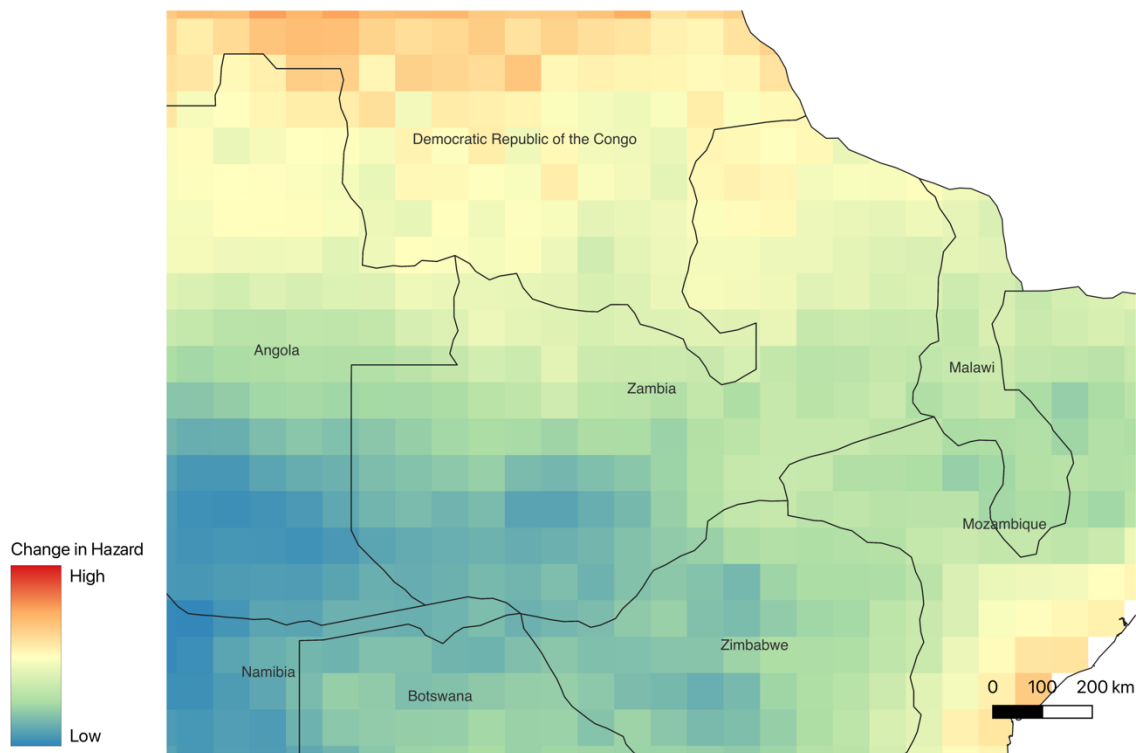 Democratic Republic of the Congo
Angola
Malawi
Zambia
Mozambique
Change in Hazard
High
Zimbabwe
Namibia
Botswana
0 100 200 km
Low